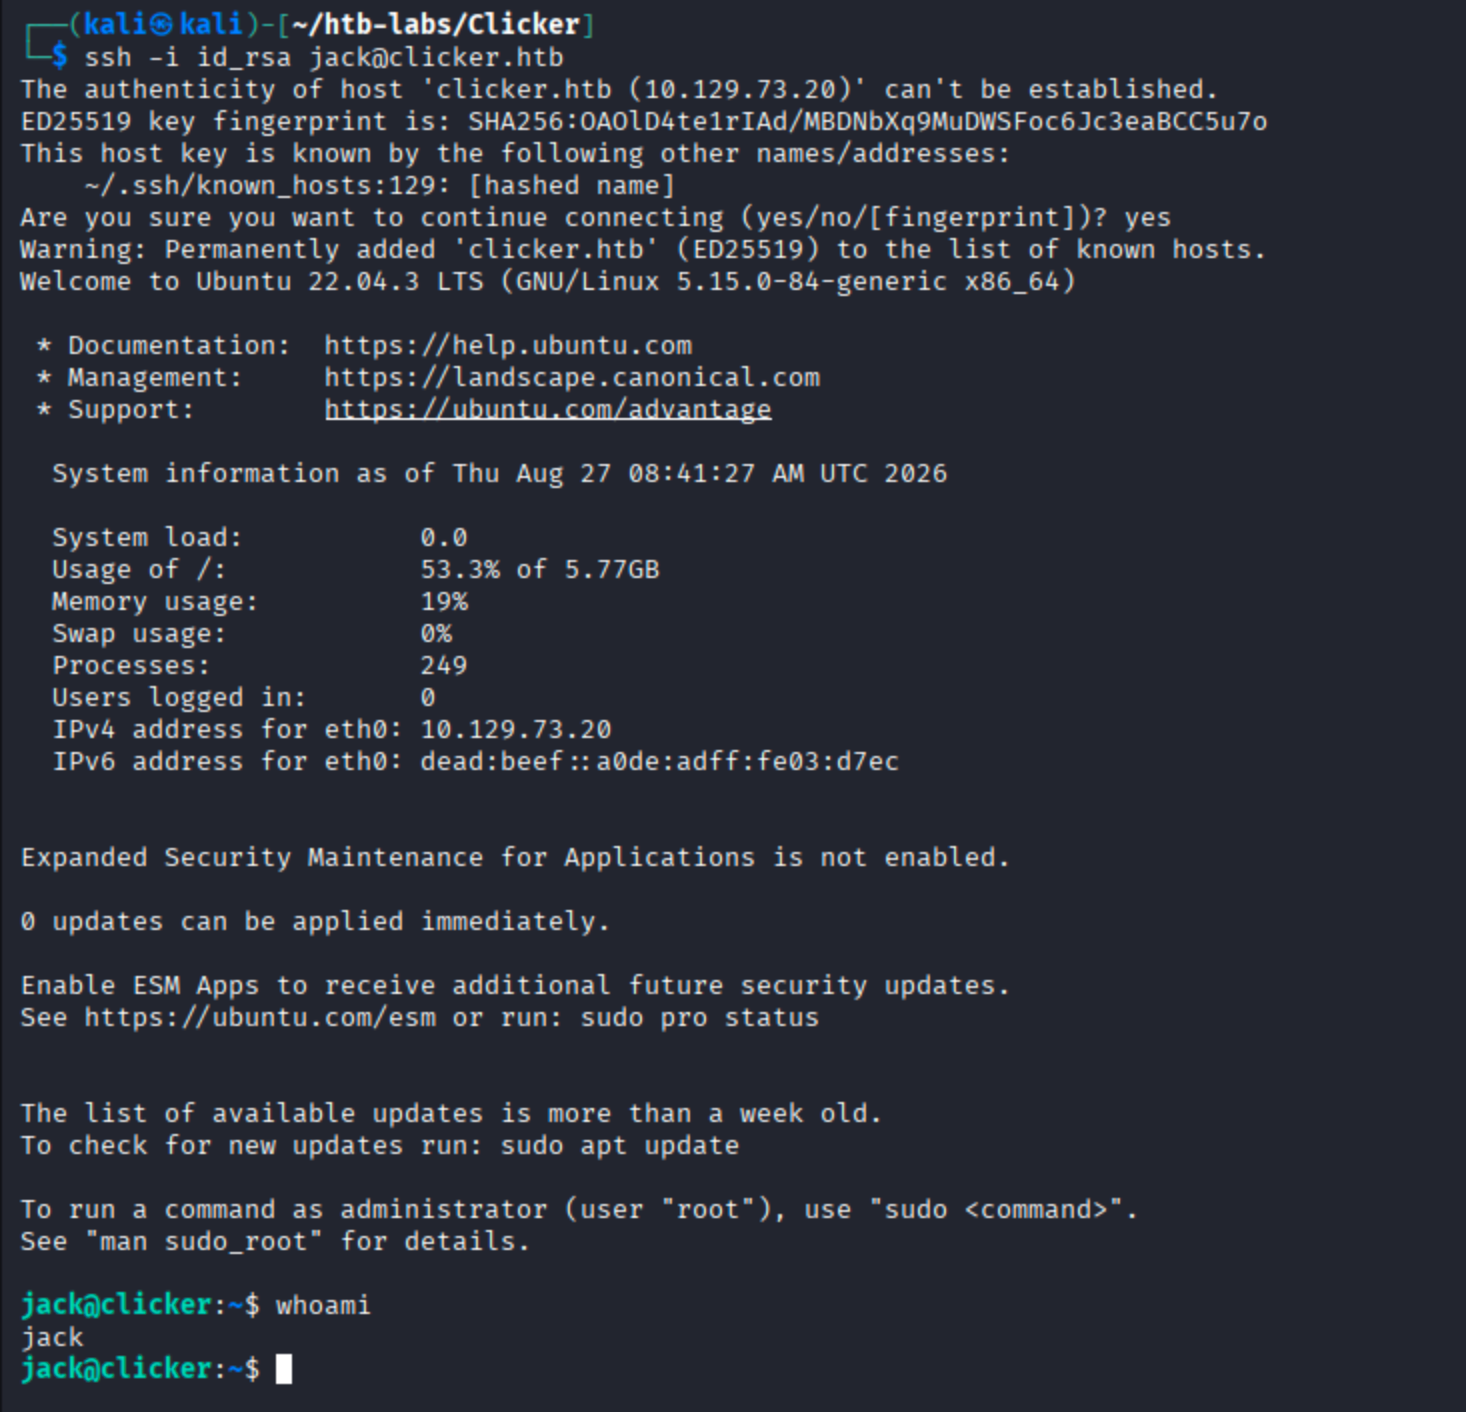 ┌──(kali㉿kali)-[~/htb-labs/Clicker]
└─$ ssh -i id_rsa jack@clicker.htb
The authenticity of host 'clicker.htb (10.129.73.20)' can't be established.
ED25519 key fingerprint is: SHA256:OAOlD4te1rIAd/MBDNbXq9MuDWSFoc6Jc3eaBCC5u7o
This host key is known by the following other names/addresses:
    ~/.ssh/known_hosts:129: [hashed name]
Are you sure you want to continue connecting (yes/no/[fingerprint])? yes
Warning: Permanently added 'clicker.htb' (ED25519) to the list of known hosts.
Welcome to Ubuntu 22.04.3 LTS (GNU/Linux 5.15.0-84-generic x86_64)

 * Documentation:  https://help.ubuntu.com
 * Management:     https://landscape.canonical.com
 * Support:        https://ubuntu.com/advantage

  System information as of Thu Aug 27 08:41:27 AM UTC 2026

  System load:            0.0
  Usage of /:             53.3% of 5.77GB
  Memory usage:           19%
  Swap usage:             0%
  Processes:              249
  Users logged in:        0
  IPv4 address for eth0: 10.129.73.20
  IPv6 address for eth0: dead:beef::a0de:adff:fe03:d7ec

Expanded Security Maintenance for Applications is not enabled.

0 updates can be applied immediately.

Enable ESM Apps to receive additional future security updates.
See https://ubuntu.com/esm or run: sudo pro status

The list of available updates is more than a week old.
To check for new updates run: sudo apt update

To run a command as administrator (user "root"), use "sudo <command>".
See "man sudo_root" for details.

jack@clicker:~$ whoami
jack
jack@clicker:~$